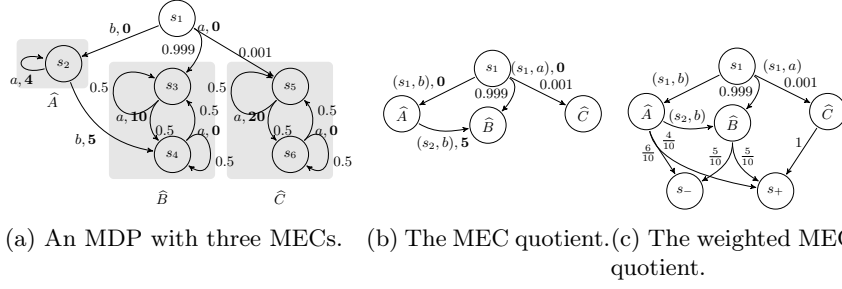 s1
b, 0
a, 0
0.999
0.001
s2
a, 4
Â
s3
0.5
a, 10
0.5
0.5
a, 0
s4
0.5
b, 5
B̂
s5
0.5
a, 20
0.5
0.5
a, 0
s6
0.5
Ĉ
(a) An MDP with three MECs.
s1
(s1, b), 0
(s1, a), 0
0.999
0.001
Â
B̂
Ĉ
(s2, b), 5
(b) The MEC quotient.
s1
(s1, b)
(s1, a)
0.999
0.001
Â
(s2, b)
B̂
Ĉ
6/10
4/10
5/10
5/10
1
s−
s+
(c) The weighted MEC
quotient.